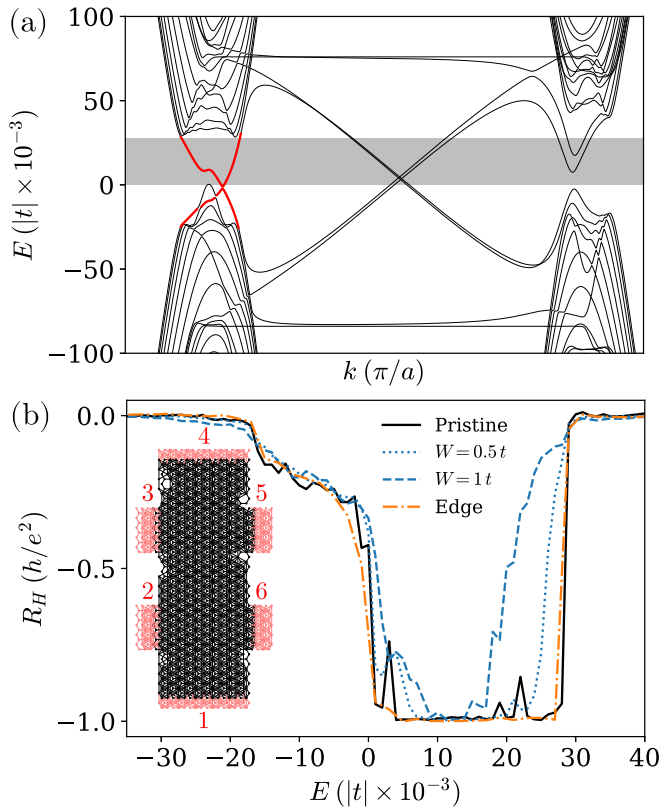 (a)
100
50
0
−50
−100
E (|t| × 10⁻³)
k (π/a)
(b)
0.0
−0.5
−1.0
R_H (h/e²)
4
3 5
2 6
1
Pristine
W = 0.5 t
W = 1 t
Edge
−30 −20 −10 0 10 20 30 40
E (|t| × 10⁻³)